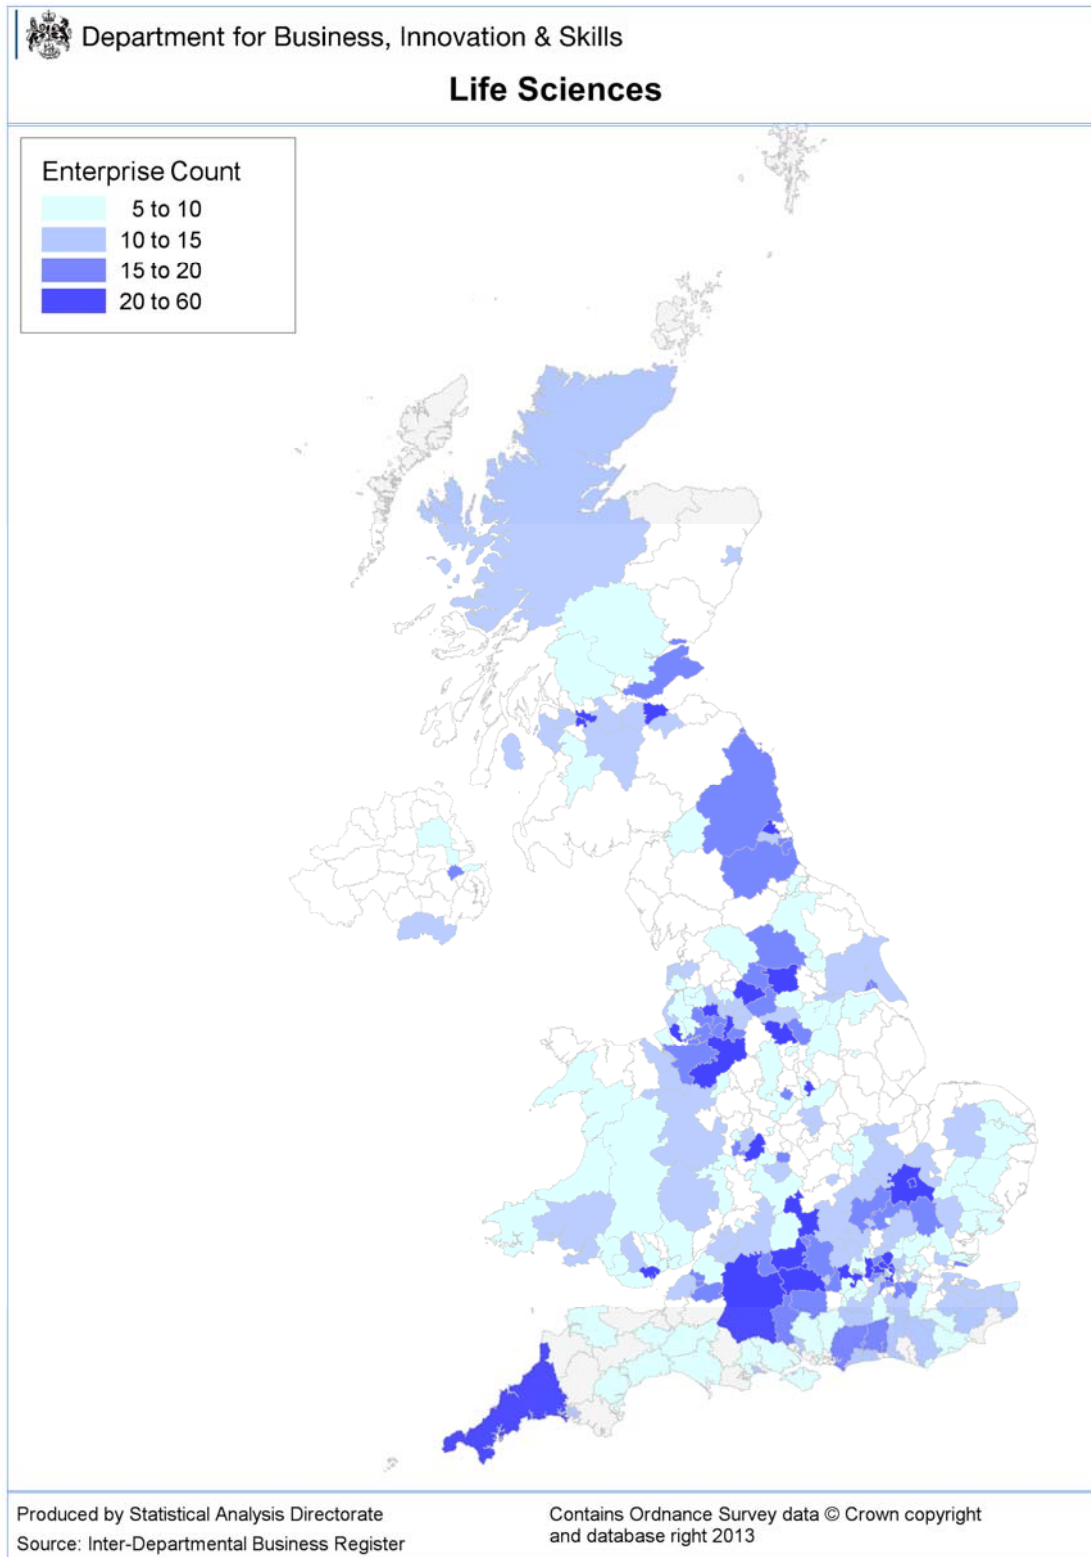 Department for Business, Innovation & Skills
Life Sciences
Enterprise Count
5 to 10
10 to 15
15 to 20
20 to 60
Produced by Statistical Analysis Directorate
Source: Inter-Departmental Business Register
Contains Ordnance Survey data © Crown copyright
and database right 2013